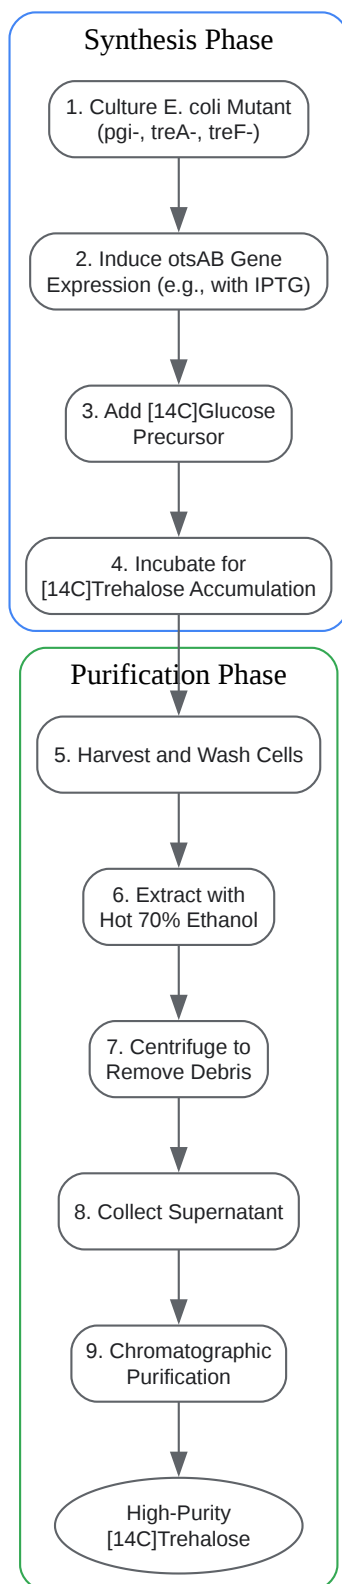 Synthesis Phase
1. Culture E. coli Mutant
(pgi-, treA-, treF-)
2. Induce otsAB Gene
Expression (e.g., with IPTG)
3. Add [14C]Glucose
Precursor
4. Incubate for
[14C]Trehalose Accumulation
Purification Phase
5. Harvest and Wash Cells
6. Extract with
Hot 70% Ethanol
7. Centrifuge to
Remove Debris
8. Collect Supernatant
9. Chromatographic
Purification
High-Purity
[14C]Trehalose